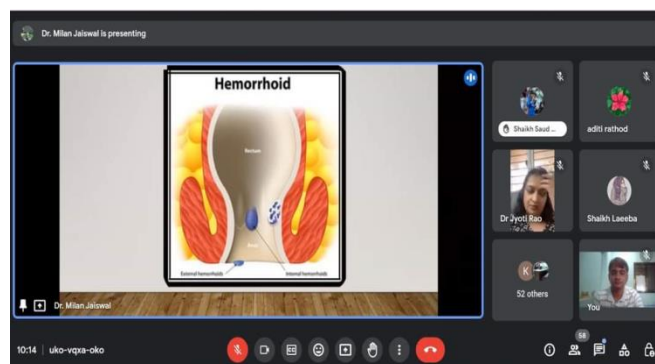 Dr. Milan Jaiswal is presenting
Hemorrhoid
Rectum
Anus
External hemorrhoids
Internal hemorrhoids
Dr. Milan Jaiswal
Shaikh Saud ...
aditi rathod
Dr Jyoti Rao
Shaikh Laeeba
K
52 others
You
10:14 | uko-vqxa-oko
CC
58